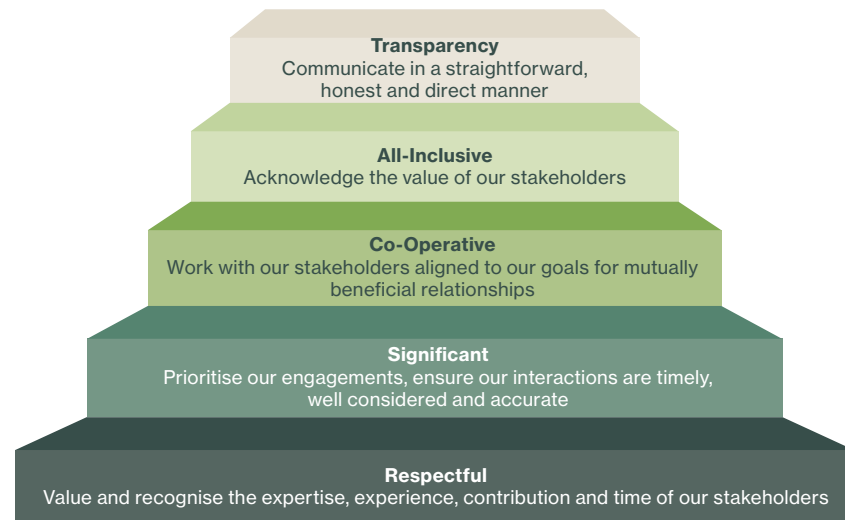 Transparency
Communicate in a straightforward,
honest and direct manner
All-Inclusive
Acknowledge the value of our stakeholders
Co-Operative
Work with our stakeholders aligned to our goals for mutually
beneficial relationships
Significant
Prioritise our engagements, ensure our interactions are timely,
well considered and accurate
Respectful
Value and recognise the expertise, experience, contribution and time of our stakeholders